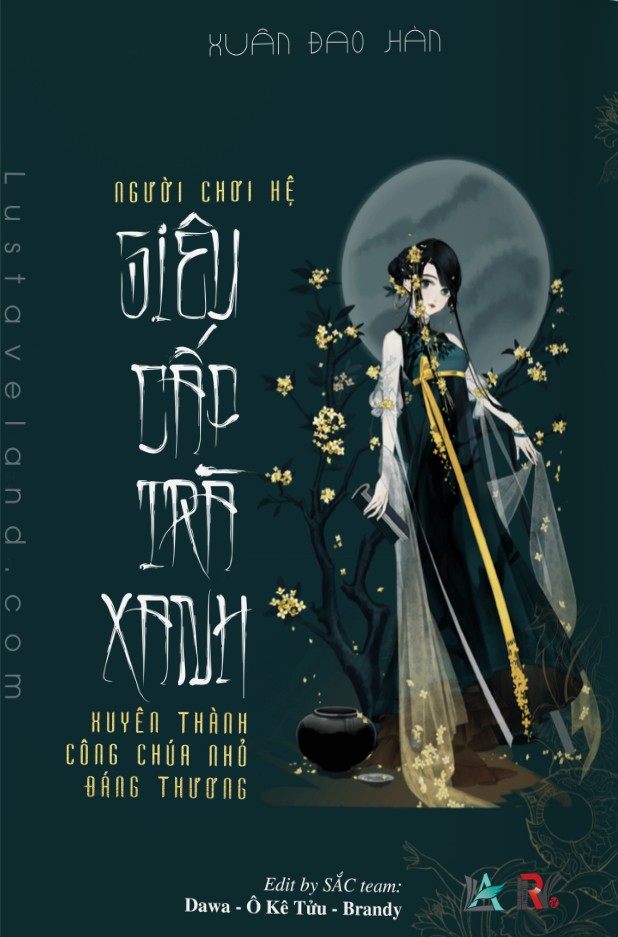 XUÂN ĐAO HÀN
NGƯỜI CHƠI HỆ
SIÊU
CẤP
TRÀ
XANH
XUYÊN THÀNH
CÔNG CHÚA NHỎ
ĐÁNG THƯƠNG
Lustaveland.com
Edit by SẮC team:
Dawa - Ô Kê Tửu - Brandy